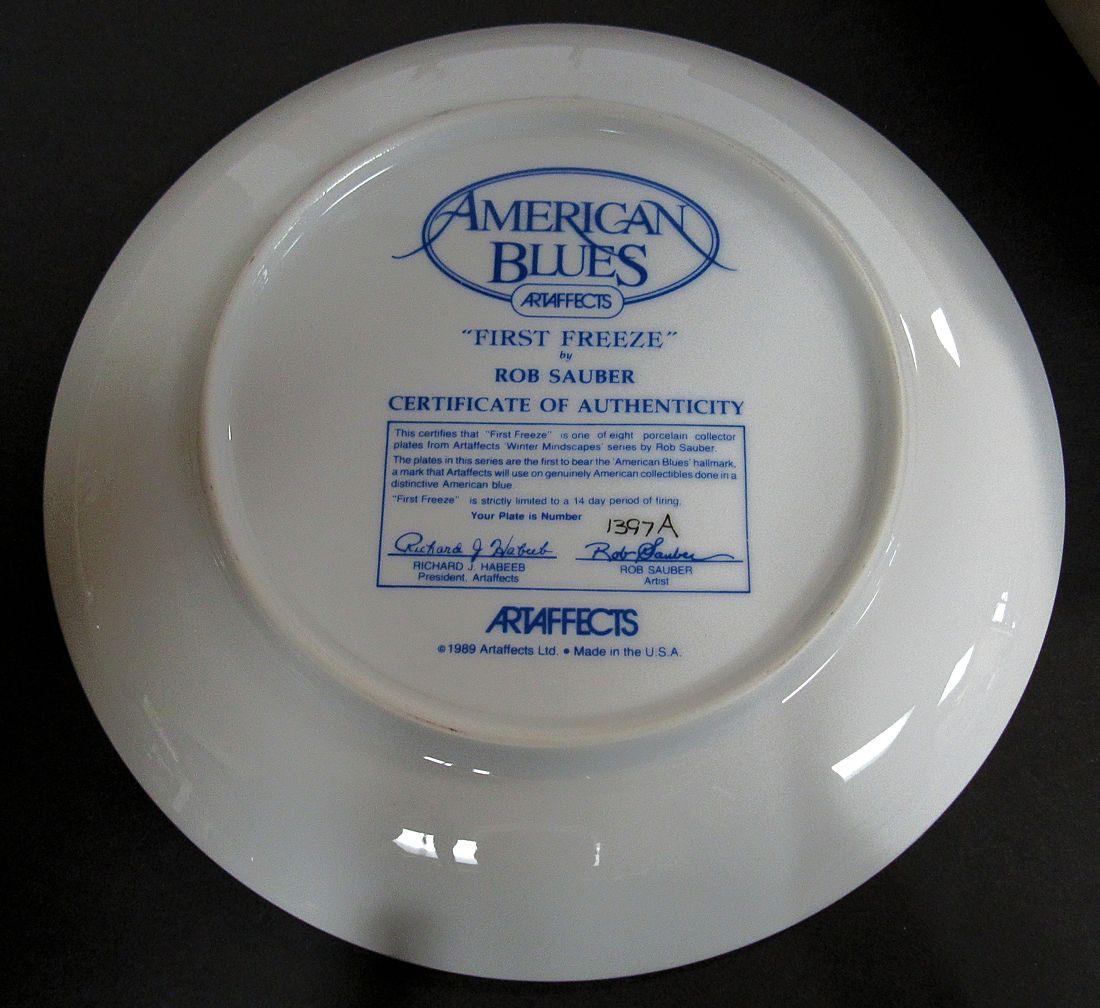 AMERICAN
BLUES
ARTAFFECTS
"FIRST FREEZE"
by
ROB SAUBER
CERTIFICATE OF AUTHENTICITY
This certifies that "First Freeze" is one of eight porcelain collector
plates from Artaffects 'Winter Mindscapes' series by Rob Sauber.
The plates in this series are the first to bear the 'American Blues' hallmark,
a mark that Artaffects will use on genuinely American collectibles done in a
distinctive American blue.
"First Freeze" is strictly limited to a 14 day period of firing.
Your Plate is Number 1397A
Richard J Habeeb Rob Sauber
RICHARD J. HABEEB ROB SAUBER
President, Artaffects Artist
ARTAFFECTS
©1989 Artaffects Ltd. • Made in the U.S.A.